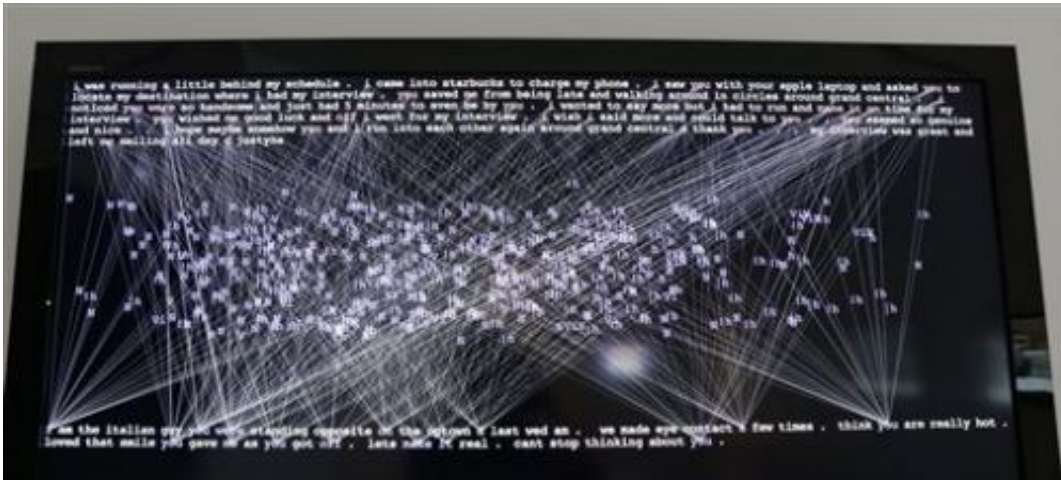 i was running a little behind my schedule . i came into starbucks to charge my phone . i saw you with your apple laptop and asked you to
locate my destination where i had my interview . you saved me from being late and walking around in circles around grand central .
noticed you were so handsome and just had 5 minutes to even be by you . i wanted to say more but i had to run and make it on time for my
interview . you wished me good luck and off i went for my interview . i wish i said more and could talk to you . you seemed so genuine
and nice . i hope maybe somehow you and i run into each other again around grand central . thank you . my interview was great and
left me smiling all day justyna
i am the italian guy you were standing opposite on the uptown last wed am . we made eye contact a few times . think you are really hot .
loved that smile you gave me as you got off . lets make it real . cant stop thinking about you .